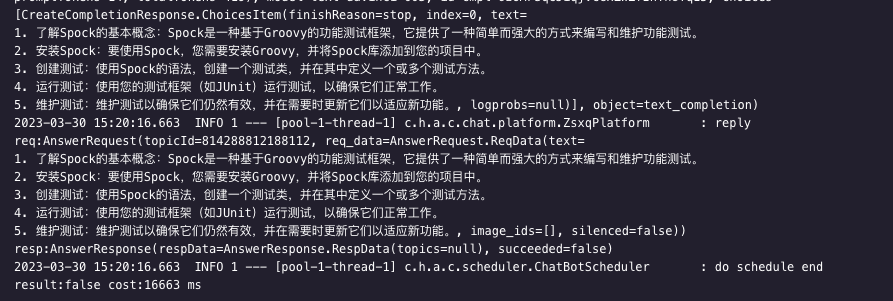 [CreateCompletionResponse.ChoicesItem(finishReason=stop, index=0, text=
1. 了解Spock的基本概念：Spock是一种基于Groovy的功能测试框架，它提供了一种简单而强大的方式来编写和维护功能测试。
2. 安装Spock：要使用Spock，您需要安装Groovy，并将Spock库添加到您的项目中。
3. 创建测试：使用Spock的语法，创建一个测试类，并在其中定义一个或多个测试方法。
4. 运行测试：使用您的测试框架（如JUnit）运行测试，以确保它们正常工作。
5. 维护测试：维护测试以确保它们仍然有效，并在需要时更新它们以适应新功能。, logprobs=null)], object=text_completion)
2023-03-30 15:20:16.663  INFO 1 --- [pool-1-thread-1] c.h.a.c.chat.platform.ZsxqPlatform       : reply
req:AnswerRequest(topicId=814288812188112, req_data=AnswerRequest.ReqData(text=
1. 了解Spock的基本概念：Spock是一种基于Groovy的功能测试框架，它提供了一种简单而强大的方式来编写和维护功能测试。
2. 安装Spock：要使用Spock，您需要安装Groovy，并将Spock库添加到您的项目中。
3. 创建测试：使用Spock的语法，创建一个测试类，并在其中定义一个或多个测试方法。
4. 运行测试：使用您的测试框架（如JUnit）运行测试，以确保它们正常工作。
5. 维护测试：维护测试以确保它们仍然有效，并在需要时更新它们以适应新功能。, image_ids=[], silenced=false))
resp:AnswerResponse(respData=AnswerResponse.RespData(topics=null), succeeded=false)
2023-03-30 15:20:16.663  INFO 1 --- [pool-1-thread-1] c.h.a.c.scheduler.ChatBotScheduler       : do schedule end
result:false cost:16663 ms